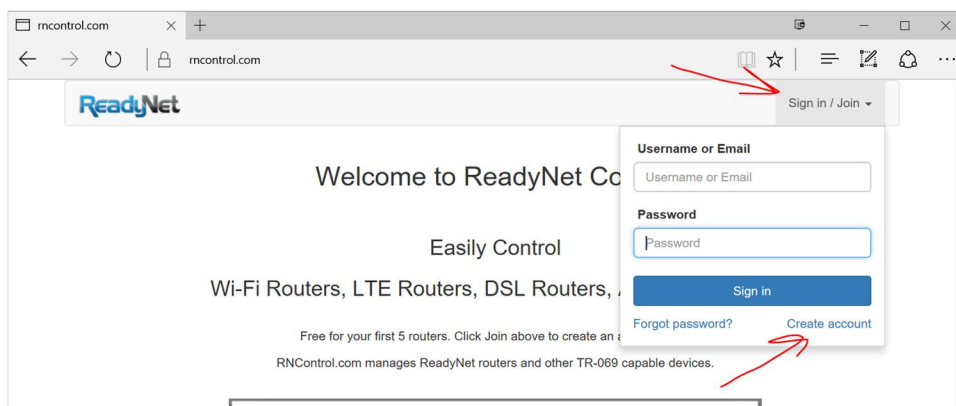 rncontrol.com
rncontrol.com
ReadyNet
Sign in / Join
Username or Email
Username or Email
Password
Password
Sign in
Forgot password? Create account
Welcome to ReadyNet Co
Easily Control
Wi-Fi Routers, LTE Routers, DSL Routers,
Free for your first 5 routers. Click Join above to create an a
RNControl.com manages ReadyNet routers and other TR-069 capable devices.